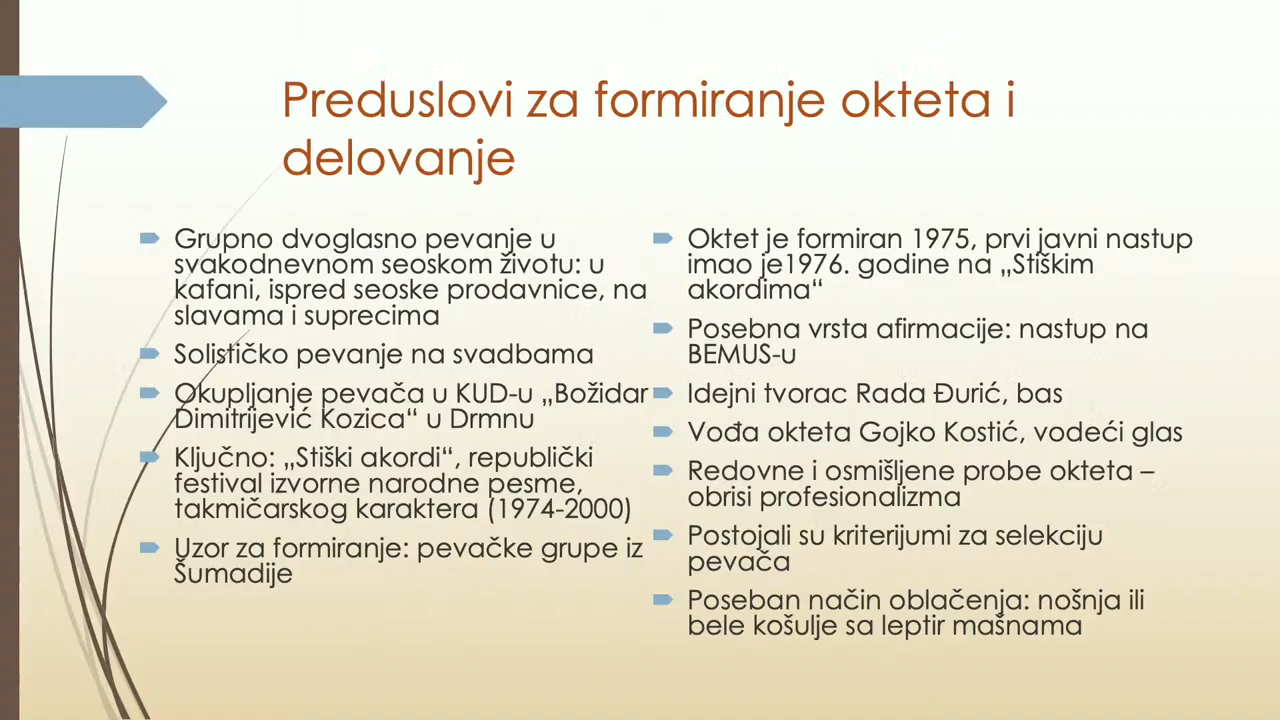 Preduslovi za formiranje okteta i
delovanje
Grupno dvoglasno pevanje u
svakodnevnom seoskom životu: u
kafani, ispred seoske prodavnice, na
slavama i suprecima
Solističko pevanje na svadbama
Okupljanje pevača u KUD-u „Božidar
Dimitrijević Kozica“ u Drmnu
Ključno: „Stiški akordi“, republički
festival izvorne narodne pesme,
takmičarskog karaktera (1974-2000)
Uzor za formiranje: pevačke grupe iz
Šumadije
Oktet je formiran 1975, prvi javni nastup
imao je1976. godine na „Stiškim
akordima“
Posebna vrsta afirmacije: nastup na
BEMUS-u
Idejni tvorac Rada Đurić, bas
Vođa okteta Gojko Kostić, vodeći glas
Redovne i osmišljene probe okteta –
obrisi profesionalizma
Postojali su kriterijumi za selekciju
pevača
Poseban način oblačenja: nošnja ili
bele košulje sa leptir mašnama